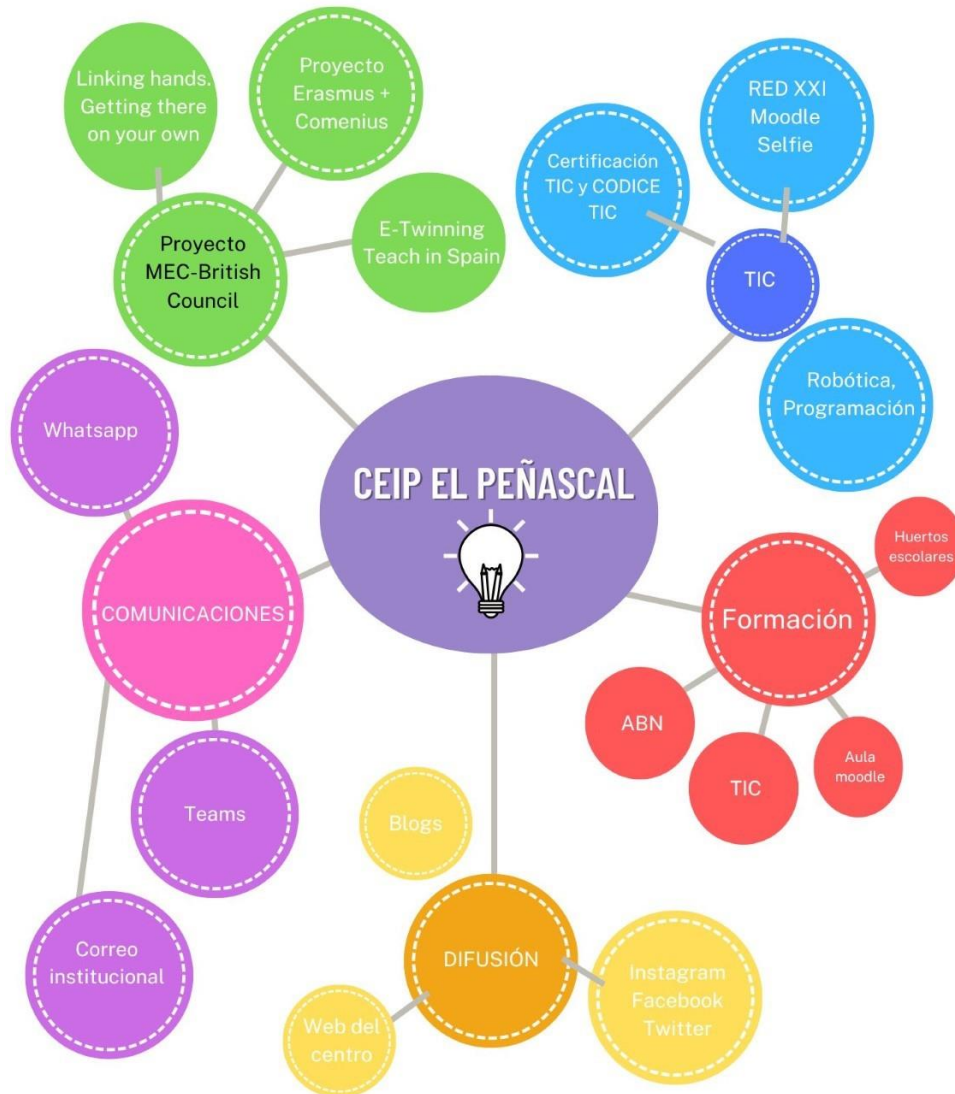 Linking hands.
Getting there
on your own
Proyecto
Erasmus +
Comenius
E-Twinning
Teach in Spain
Proyecto
MEC-British
Council
RED XXI
Moodle
Selfie
Certificación
TIC y CODICE
TIC
TIC
Robótica,
Programación
CEIP EL PEÑASCAL
Whatsapp
COMUNICACIONES
Teams
Correo
institucional
Huertos
escolares
Formación
ABN
TIC
Aula
moodle
Blogs
DIFUSIÓN
Web del
centro
Instagram
Facebook
Twitter